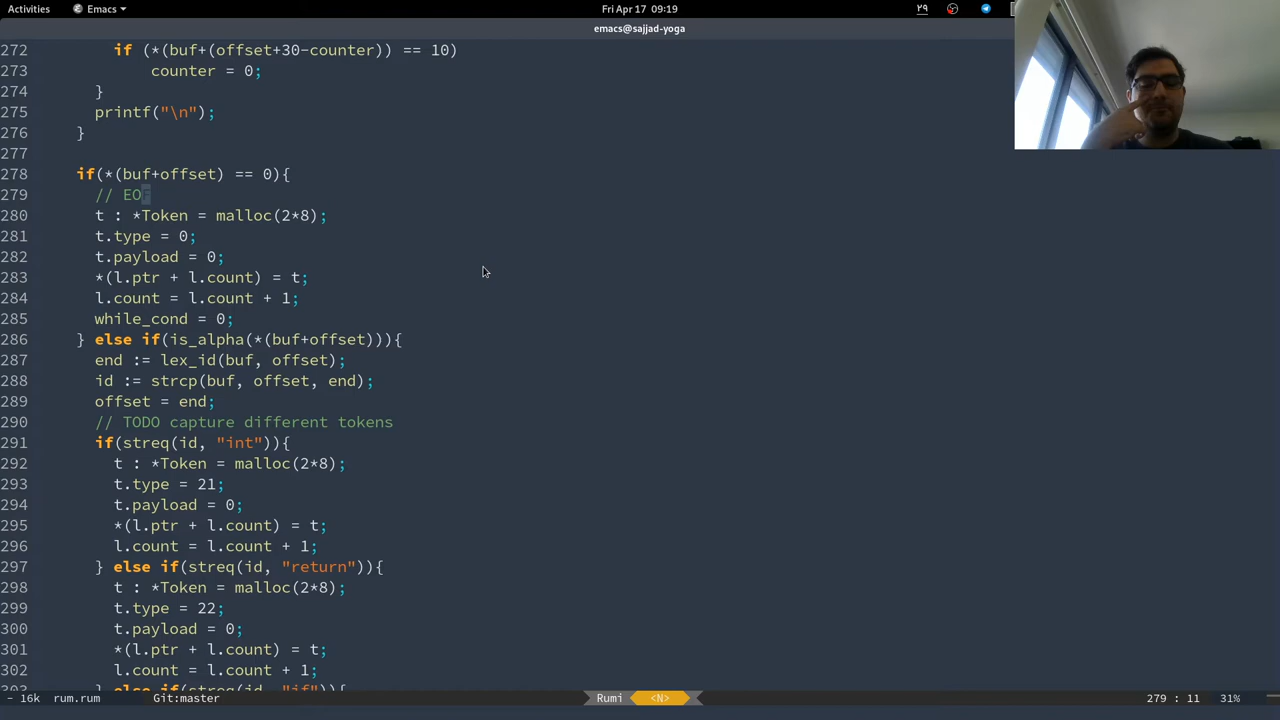 Activities Emacs Fri Apr 17 09:19 ۲۹
emacs@sajjad-yoga
272 if (*(buf+(offset+30-counter)) == 10)
273 counter = 0;
274 }
275 printf("\n");
276 }
277
278 if(*(buf+offset) == 0){
279 // EOF
280 t : *Token = malloc(2*8);
281 t.type = 0;
282 t.payload = 0;
283 *(l.ptr + l.count) = t;
284 l.count = l.count + 1;
285 while_cond = 0;
286 } else if(is_alpha(*(buf+offset))){
287 end := lex_id(buf, offset);
288 id := strcp(buf, offset, end);
289 offset = end;
290 // TODO capture different tokens
291 if(streq(id, "int")){
292 t : *Token = malloc(2*8);
293 t.type = 21;
294 t.payload = 0;
295 *(l.ptr + l.count) = t;
296 l.count = l.count + 1;
297 } else if(streq(id, "return")){
298 t : *Token = malloc(2*8);
299 t.type = 22;
300 t.payload = 0;
301 *(l.ptr + l.count) = t;
302 l.count = l.count + 1;
303 } else if(streq(id, "if")){
- 16k rum.rum Git:master Rumi <N> 279 : 11 31%